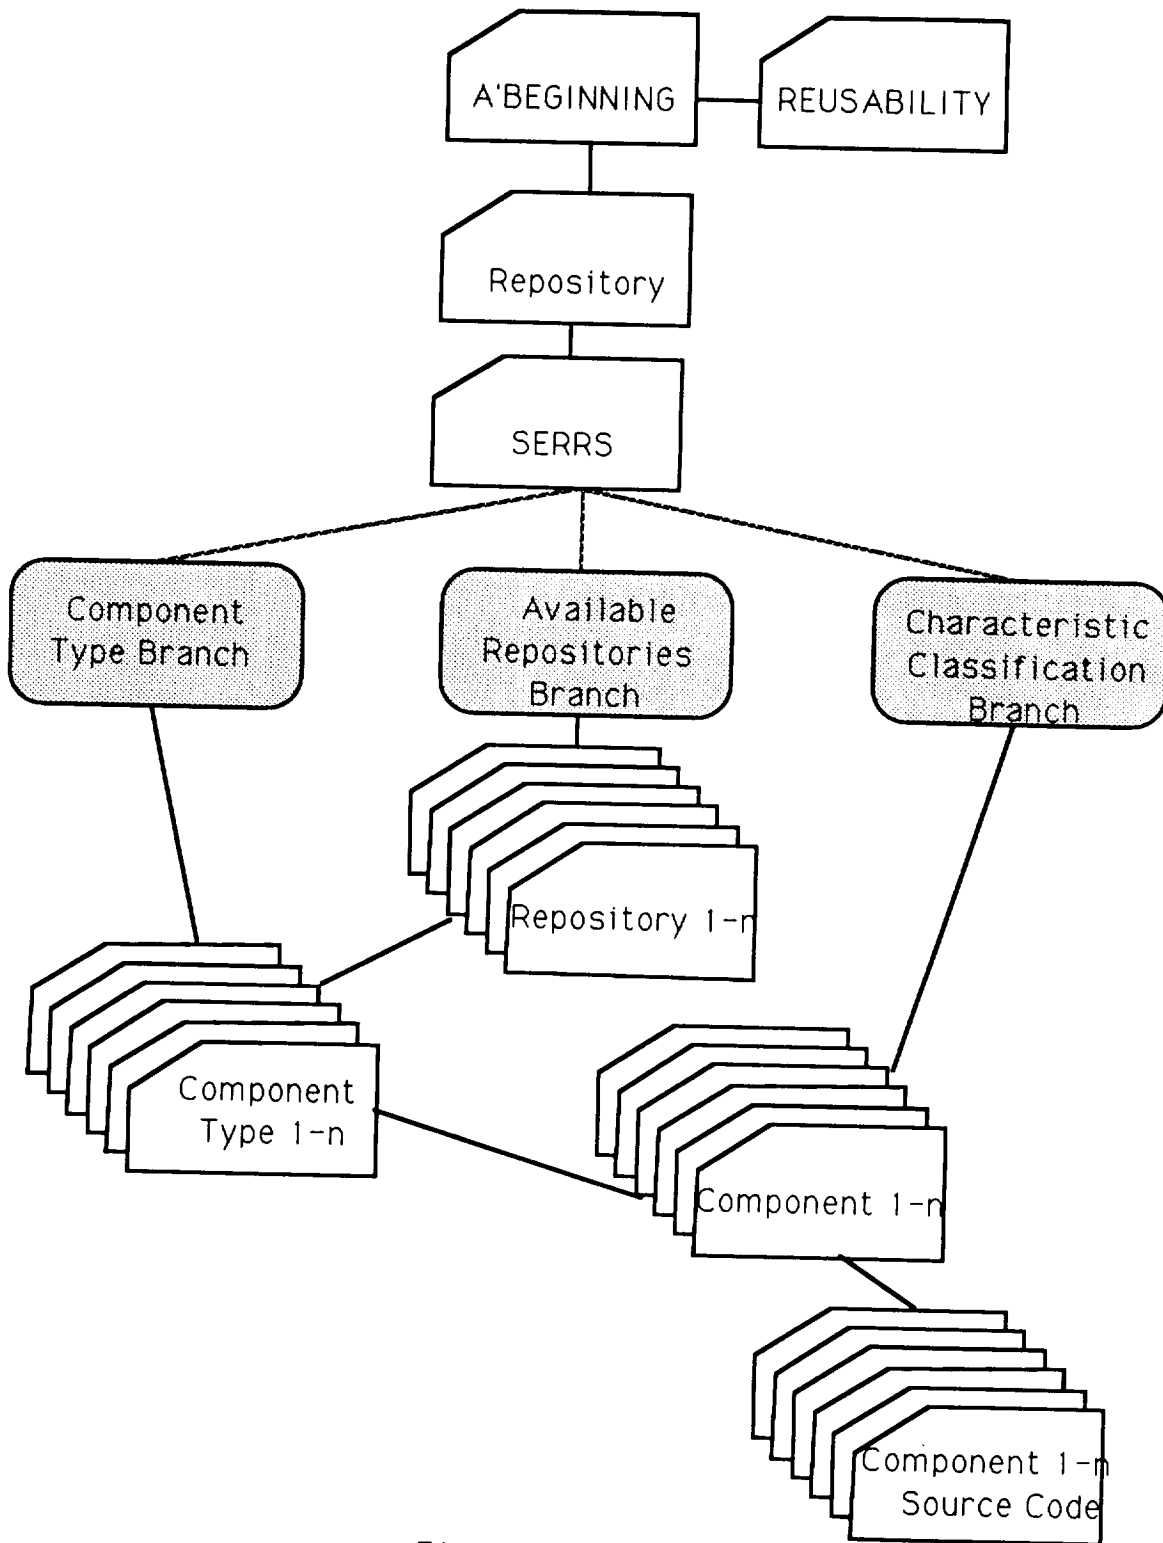 A'BEGINNING
REUSABILITY
Repository
SERRS
Component
Type Branch
Available
Repositories
Branch
Characteristic
Classification
Branch
Repository 1-n
Component
Type 1-n
Component 1-n
Component 1-n
Source Code